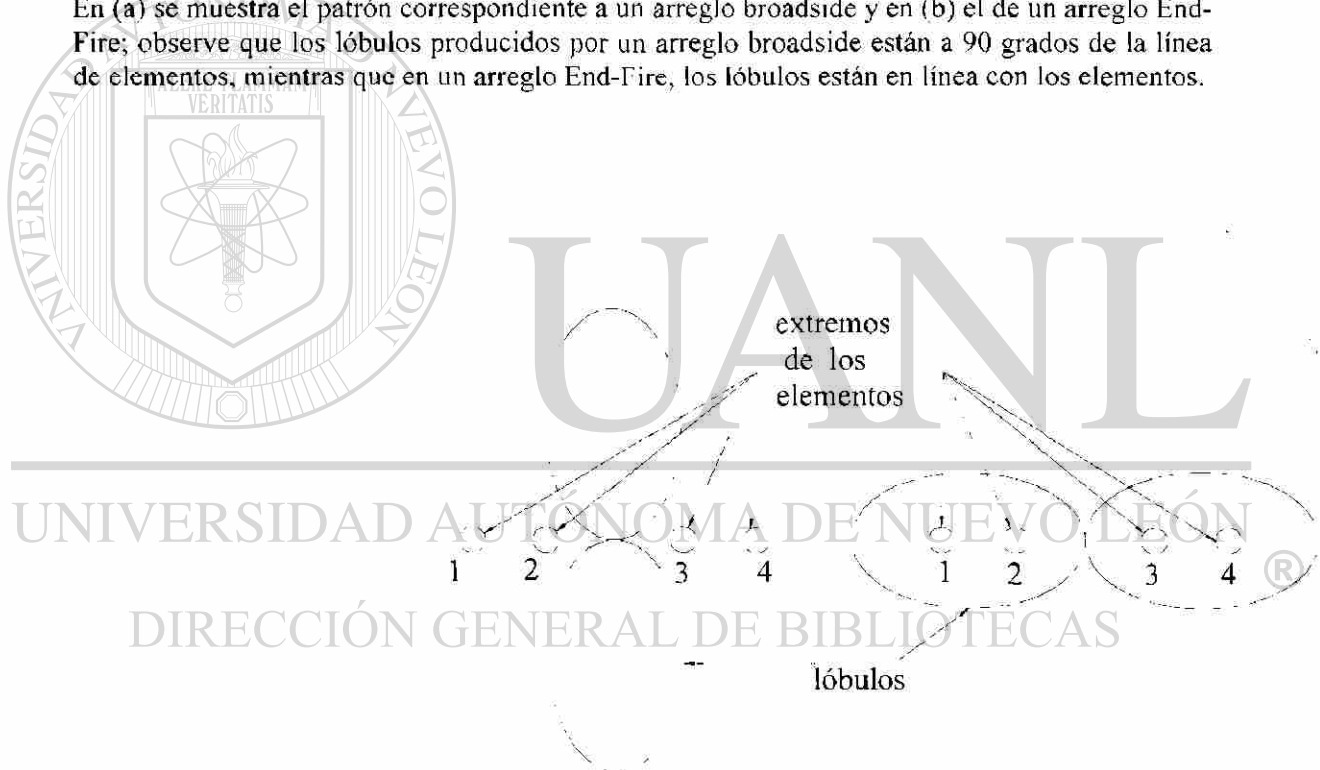 En (a) se muestra el patrón correspondiente a un arreglo broadside y en (b) el de un arreglo End-
Fire; observe que los lóbulos producidos por un arreglo broadside están a 90 grados de la línea
de elementos, mientras que en un arreglo End-Fire, los lóbulos están en línea con los elementos.
VERITATIS
UANL
extremos
de los
elementos
UNIVERSIDAD AUTÓNOMA DE NUEVO LEÓN
®
1 2 3 4 1 2 3 4
DIRECCIÓN GENERAL DE BIBLIOTECAS
lóbulos